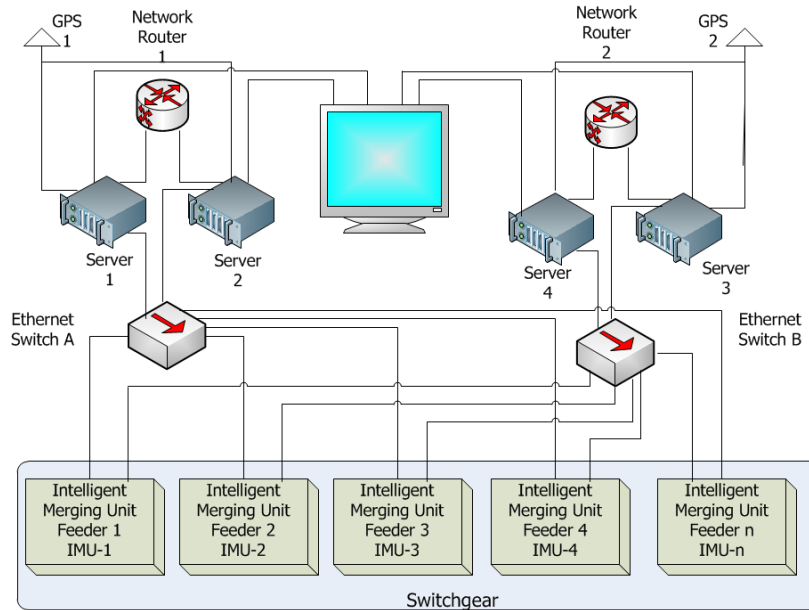 GPS
1
Network
Router
1
Network
Router
2
GPS
2
Server
1
Server
2
Server
4
Server
3
Ethernet
Switch A
Ethernet
Switch B
Intelligent
Merging Unit
Feeder 1
IMU-1
Intelligent
Merging Unit
Feeder 2
IMU-2
Intelligent
Merging Unit
Feeder 3
IMU-3
Intelligent
Merging Unit
Feeder 4
IMU-4
Intelligent
Merging Unit
Feeder n
IMU-n
Switchgear